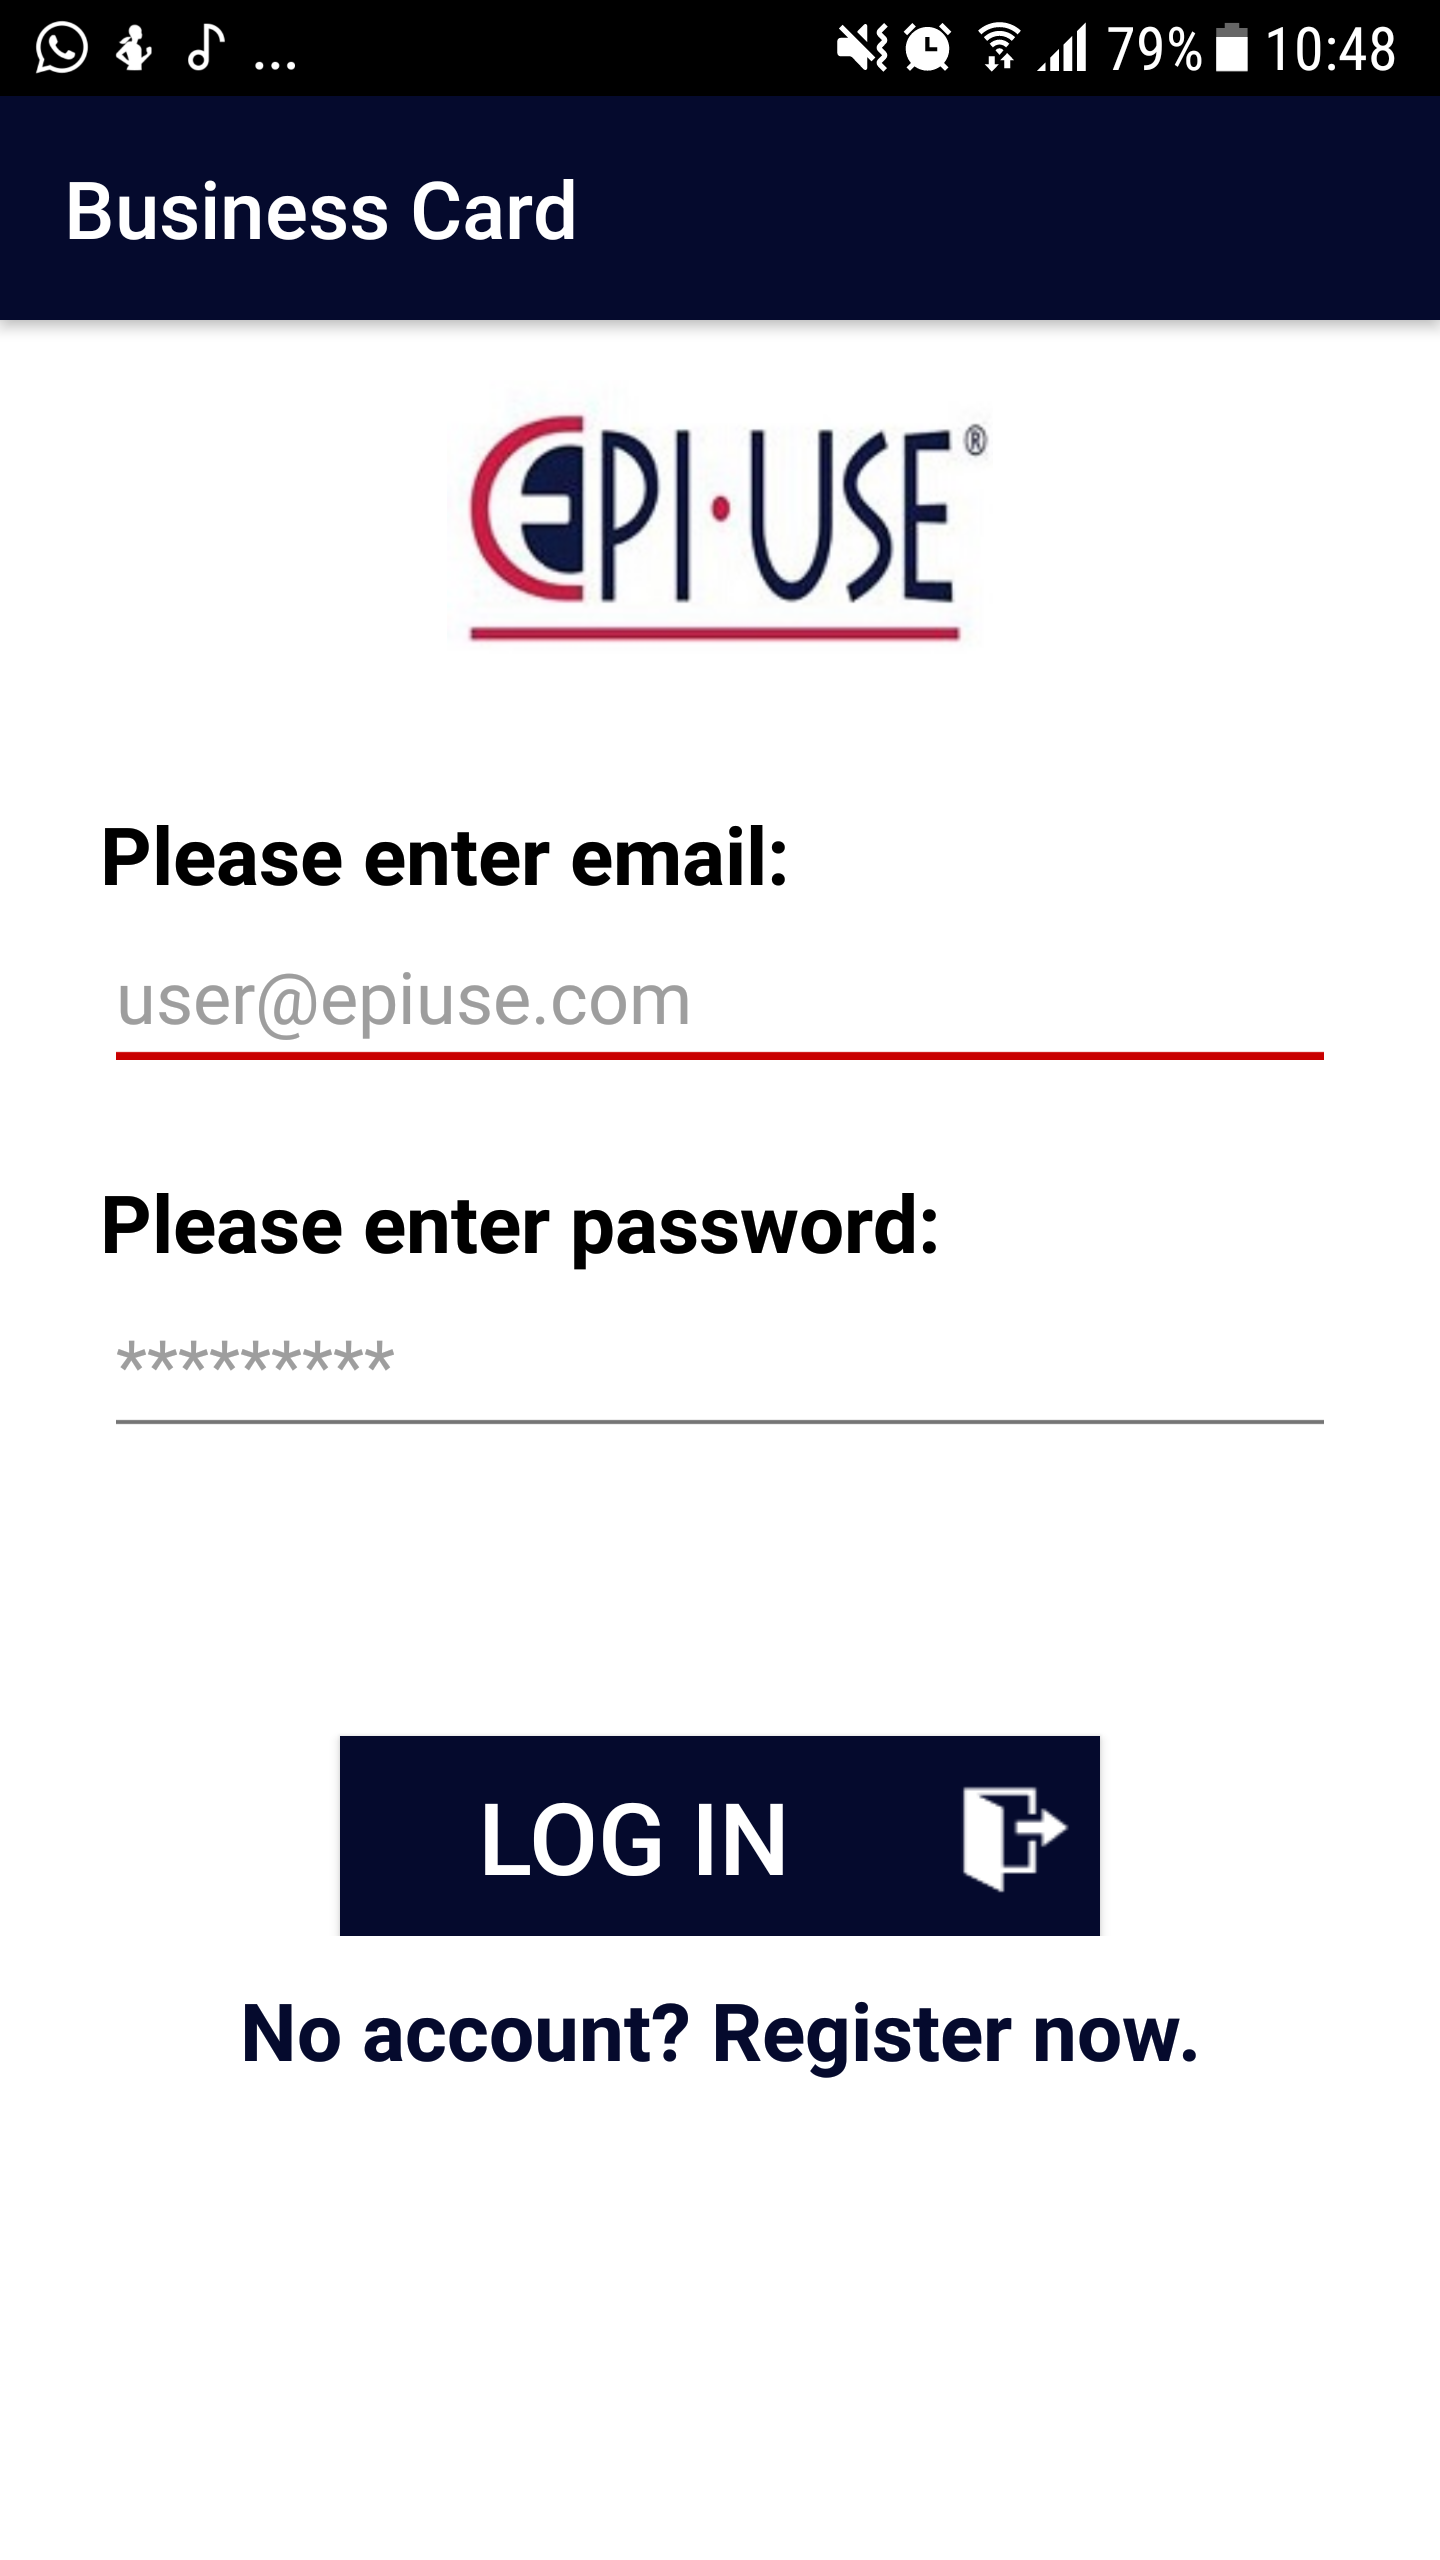 ... 79% 10:48
Business Card
EPI·USE®
Please enter email:
user@epiuse.com
Please enter password:
*********
LOG IN
No account? Register now.